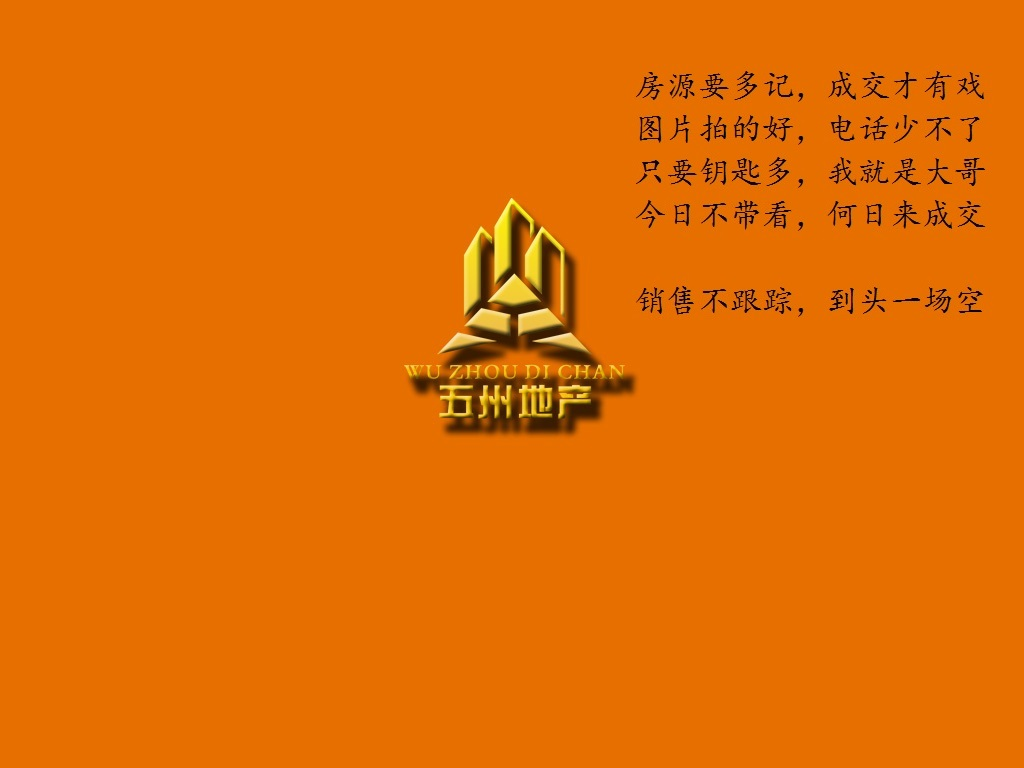 房源要多记，成交才有戏
图片拍的好，电话少不了
只要钥匙多，我就是大哥
今日不带看，何日来成交
销售不跟踪，到头一场空
WU ZHOU DI CHAN
五州地产